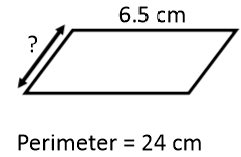 6.5 cm
?
Perimeter = 24 cm